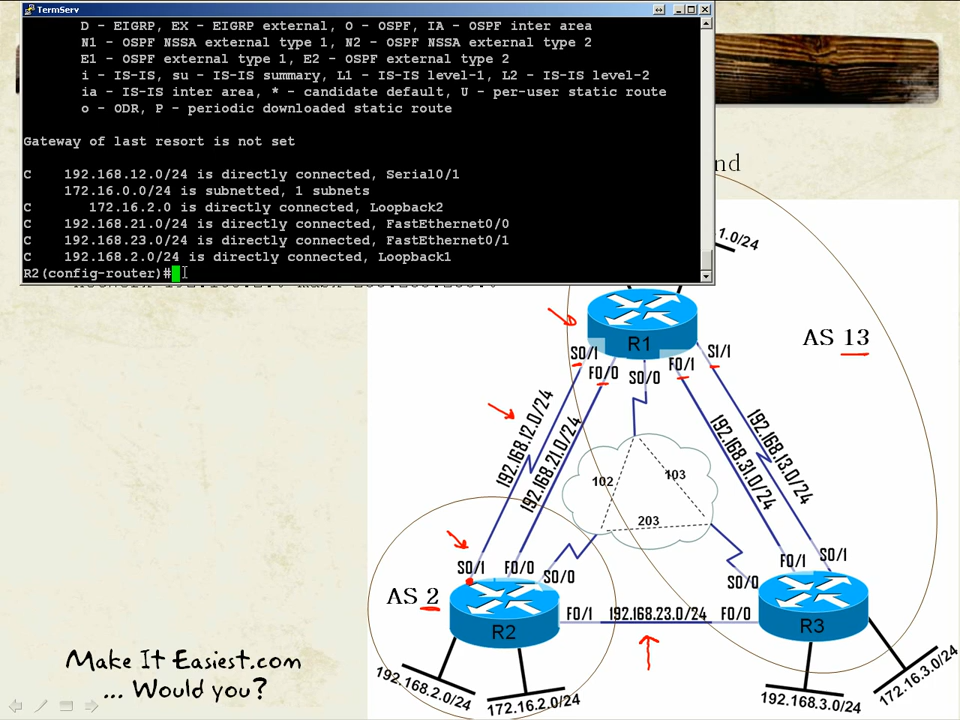 TermServ
D - EIGRP, EX - EIGRP external, O - OSPF, IA - OSPF inter area
N1 - OSPF NSSA external type 1, N2 - OSPF NSSA external type 2
E1 - OSPF external type 1, E2 - OSPF external type 2
i - IS-IS, su - IS-IS summary, L1 - IS-IS level-1, L2 - IS-IS level-2
ia - IS-IS inter area, * - candidate default, U - per-user static route
o - ODR, P - periodic downloaded static route
Gateway of last resort is not set
C 192.168.12.0/24 is directly connected, Serial0/1
172.16.0.0/24 is subnetted, 1 subnets
C 172.16.2.0 is directly connected, Loopback2
C 192.168.21.0/24 is directly connected, FastEthernet0/0
C 192.168.23.0/24 is directly connected, FastEthernet0/1
C 192.168.2.0/24 is directly connected, Loopback1
R2(config-router)#
.1.0/24
R1
AS 13
S0/1
F0/0
S0/0
F0/1
S1/1
192.168.12.0/24
192.168.21.0/24
192.168.31.0/24
192.168.13.0/24
102
103
203
S0/1
F0/0
S0/0
S0/0
F0/1
S0/1
AS 2
R2
F0/1
192.168.23.0/24
F0/0
R3
192.168.2.0/24
172.16.2.0/24
192.168.3.0/24
172.16.3.0/24
Make It Easiest.com
... Would you?